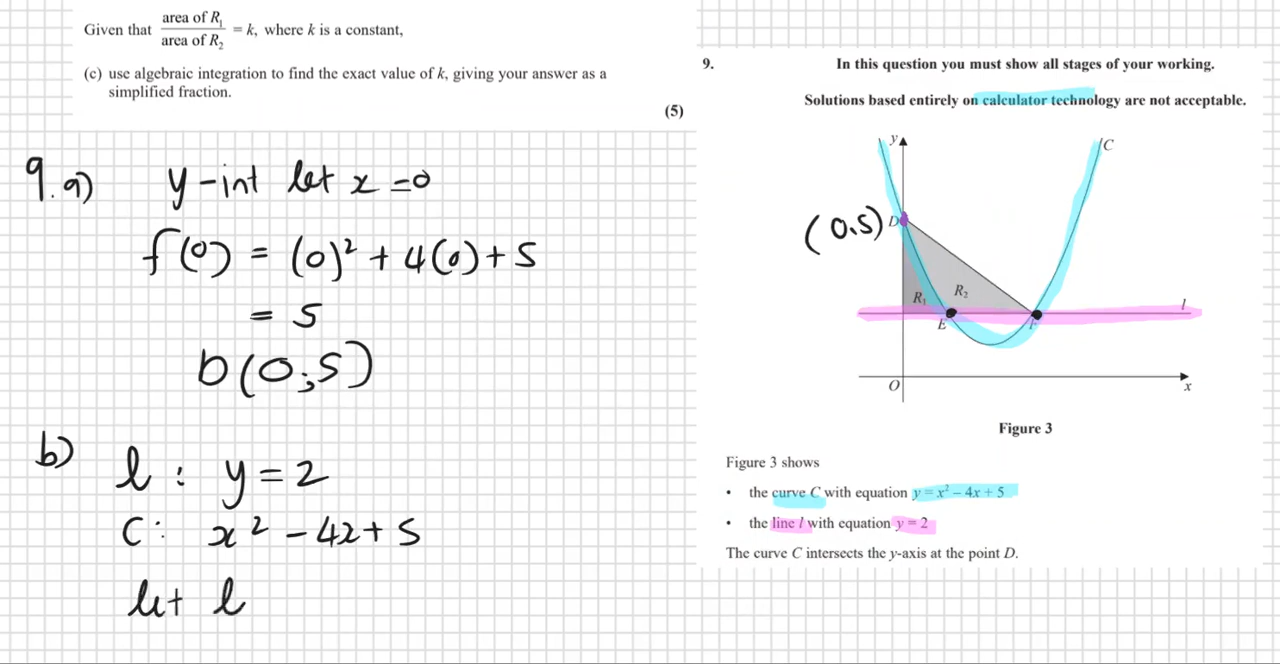 Given that area of R₁ / area of R₂ = k, where k is a constant,
(c) use algebraic integration to find the exact value of k, giving your answer as a
simplified fraction.
(5)
9.a) y-int let x=0
f(0) = (0)² + 4(0)+5
= 5
D(0;5)
b) l : y=2
C: x² - 4x+5
let l
9.
In this question you must show all stages of your working.
Solutions based entirely on calculator technology are not acceptable.
y
C
(0,5) D
R₁
R₂
l
E
F
O
x
Figure 3
Figure 3 shows
• the curve C with equation y = x² – 4x + 5
• the line l with equation y = 2
The curve C intersects the y-axis at the point D.